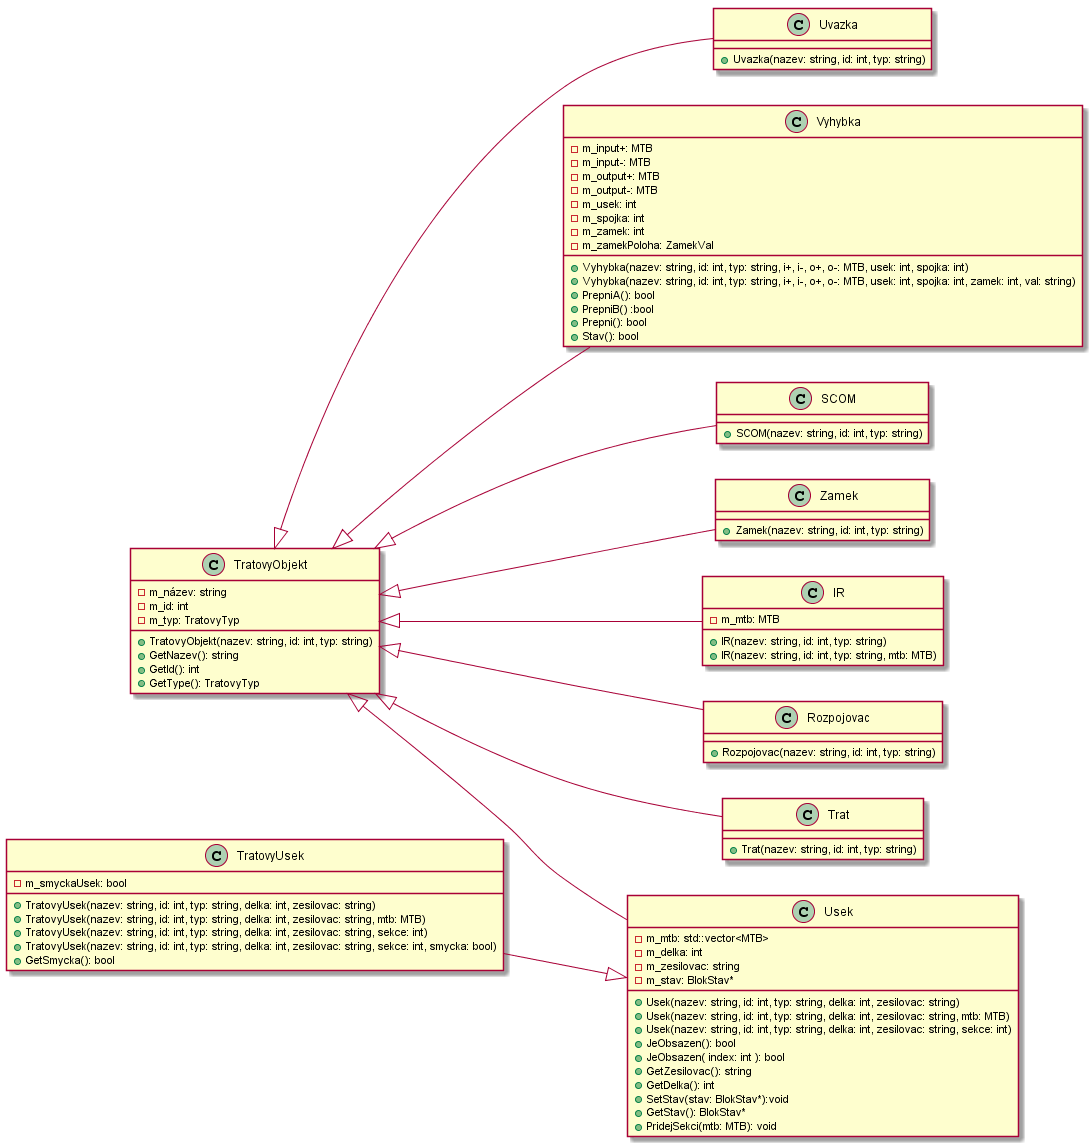 C Uvazka
Uvazka(nazev: string, id: int, typ: string)
C Vyhybka
m_input+: MTB
m_input-: MTB
m_output+: MTB
m_output-: MTB
m_usek: int
m_spojka: int
m_zamek: int
m_zamekPoloha: ZamekVal
Vyhybka(nazev: string, id: int, typ: string, i+, i-, o+, o-: MTB, usek: int, spojka: int)
Vyhybka(nazev: string, id: int, typ: string, i+, i-, o+, o-: MTB, usek: int, spojka: int, zamek: int, val: string)
PrepniA(): bool
PrepniB() :bool
Prepni(): bool
Stav(): bool
C SCOM
SCOM(nazev: string, id: int, typ: string)
C Zamek
Zamek(nazev: string, id: int, typ: string)
C TratovyObjekt
m_název: string
m_id: int
m_typ: TratovyTyp
TratovyObjekt(nazev: string, id: int, typ: string)
GetNazev(): string
GetId(): int
GetType(): TratovyTyp
C IR
m_mtb: MTB
IR(nazev: string, id: int, typ: string)
IR(nazev: string, id: int, typ: string, mtb: MTB)
C Rozpojovac
Rozpojovac(nazev: string, id: int, typ: string)
C Trat
Trat(nazev: string, id: int, typ: string)
C TratovyUsek
m_smyckaUsek: bool
TratovyUsek(nazev: string, id: int, typ: string, delka: int, zesilovac: string)
TratovyUsek(nazev: string, id: int, typ: string, delka: int, zesilovac: string, mtb: MTB)
TratovyUsek(nazev: string, id: int, typ: string, delka: int, zesilovac: string, sekce: int)
TratovyUsek(nazev: string, id: int, typ: string, delka: int, zesilovac: string, sekce: int, smycka: bool)
GetSmycka(): bool
C Usek
m_mtb: std::vector<MTB>
m_delka: int
m_zesilovac: string
m_stav: BlokStav*
Usek(nazev: string, id: int, typ: string, delka: int, zesilovac: string)
Usek(nazev: string, id: int, typ: string, delka: int, zesilovac: string, mtb: MTB)
Usek(nazev: string, id: int, typ: string, delka: int, zesilovac: string, sekce: int)
JeObsazen(): bool
JeObsazen( index: int ): bool
GetZesilovac(): string
GetDelka(): int
SetStav(stav: BlokStav*):void
GetStav(): BlokStav*
PridejSekci(mtb: MTB): void